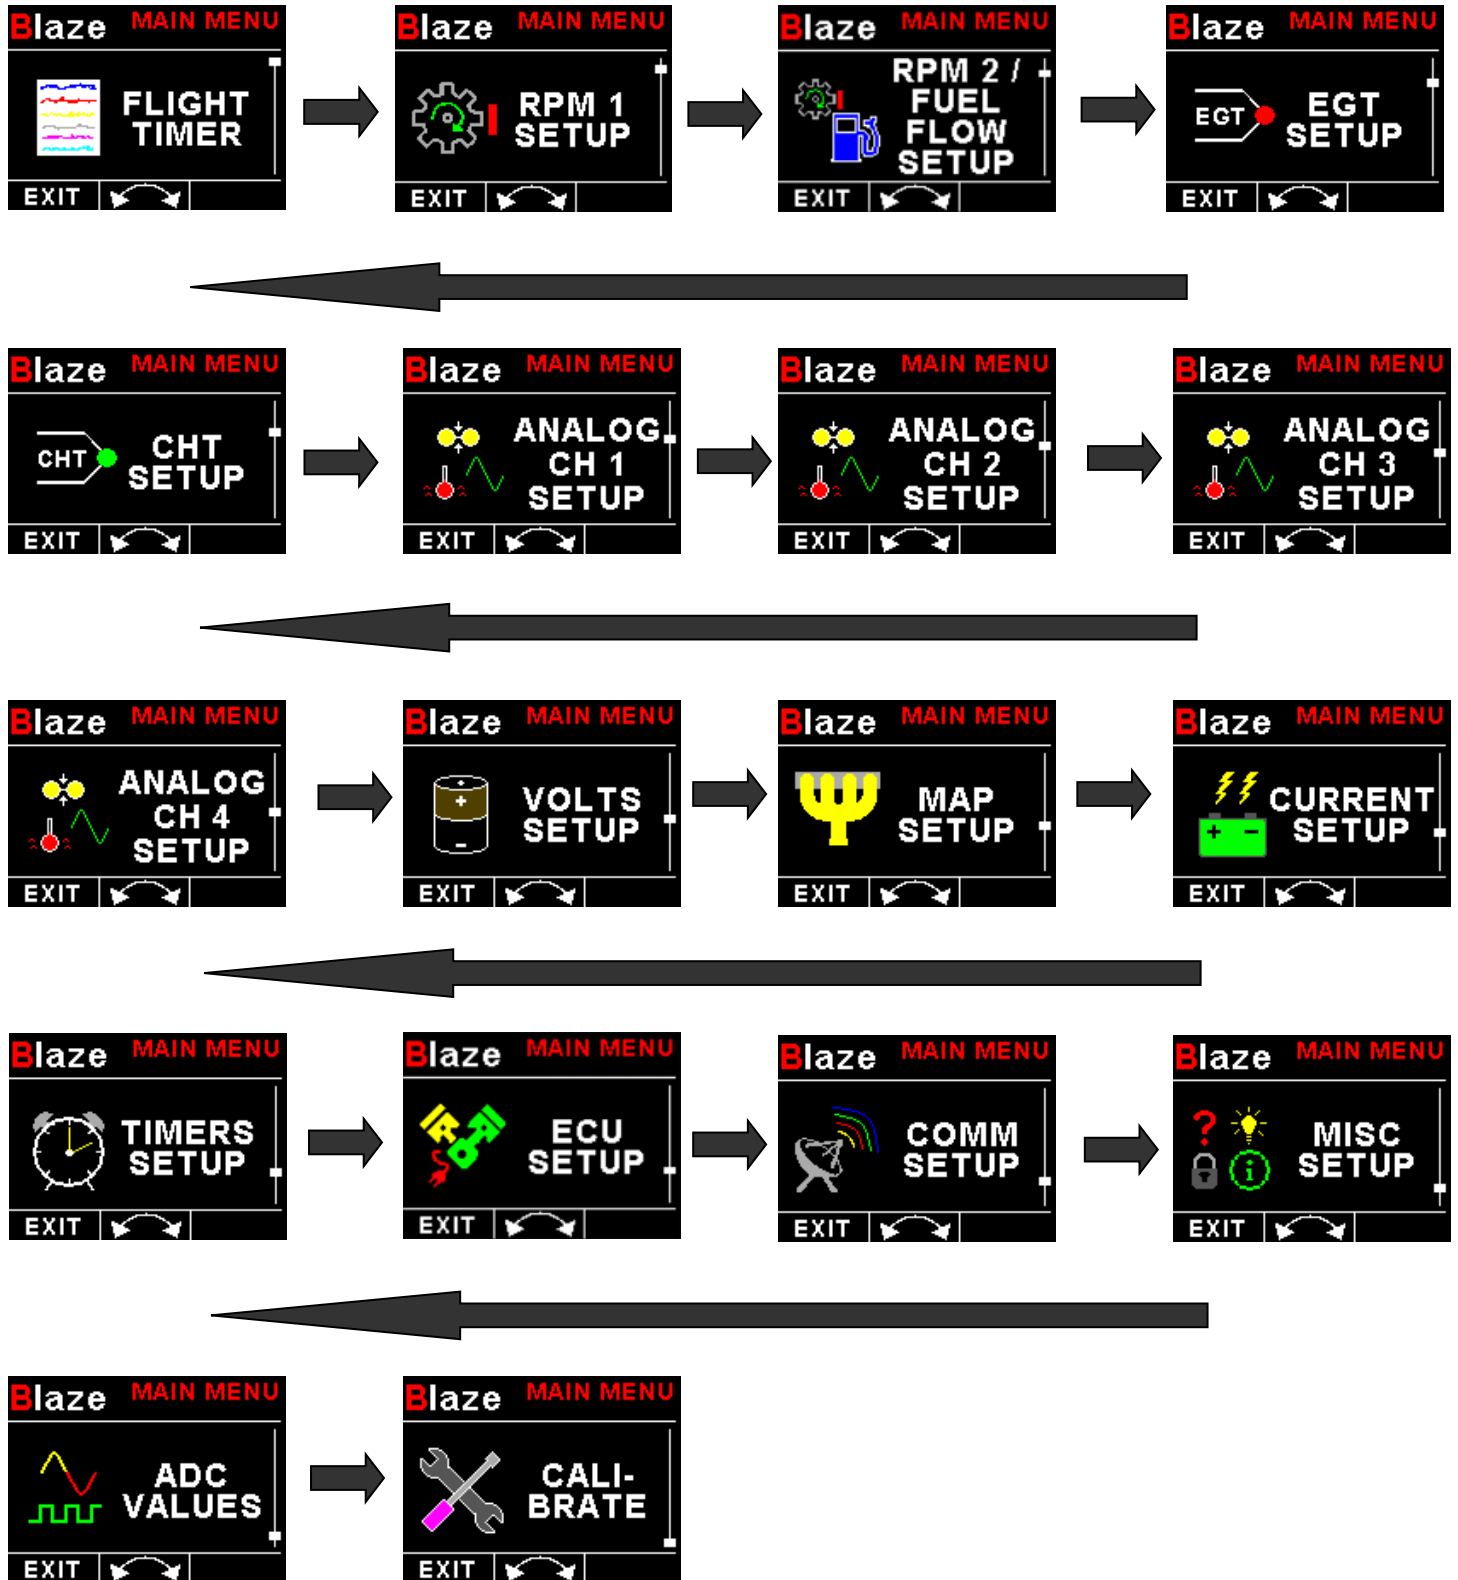 Blaze MAIN MENU
FLIGHT
TIMER
EXIT
Blaze MAIN MENU
RPM 1
SETUP
EXIT
Blaze MAIN MENU
RPM 2 /
FUEL
FLOW
SETUP
EXIT
Blaze MAIN MENU
EGT
EGT
SETUP
EXIT
Blaze MAIN MENU
CHT
CHT
SETUP
EXIT
Blaze MAIN MENU
ANALOG
CH 1
SETUP
EXIT
Blaze MAIN MENU
ANALOG
CH 2
SETUP
EXIT
Blaze MAIN MENU
ANALOG
CH 3
SETUP
EXIT
Blaze MAIN MENU
ANALOG
CH 4
SETUP
EXIT
Blaze MAIN MENU
VOLTS
SETUP
EXIT
Blaze MAIN MENU
MAP
SETUP
EXIT
Blaze MAIN MENU
CURRENT
SETUP
EXIT
Blaze MAIN MENU
TIMERS
SETUP
EXIT
Blaze MAIN MENU
ECU
SETUP
EXIT
Blaze MAIN MENU
COMM
SETUP
EXIT
Blaze MAIN MENU
MISC
SETUP
EXIT
Blaze MAIN MENU
ADC
VALUES
EXIT
Blaze MAIN MENU
CALI-
BRATE
EXIT